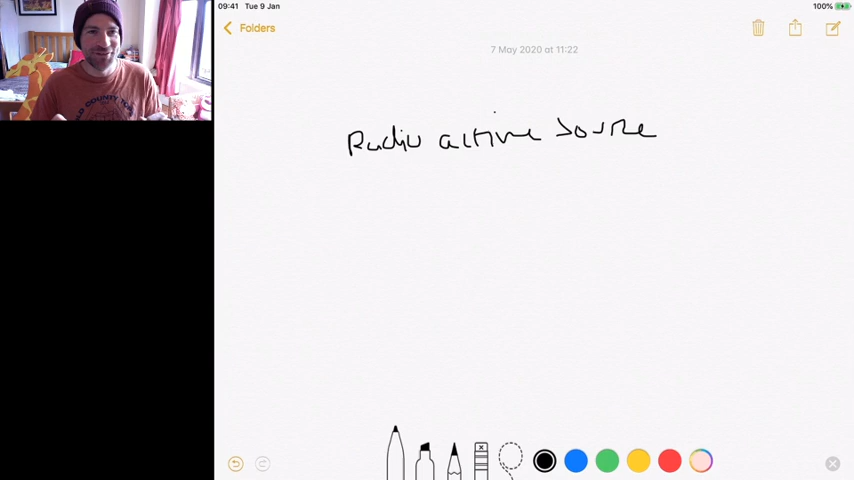 09:41 Tue 9 Jan
100%
Folders
7 May 2020 at 11:22
Radio active source